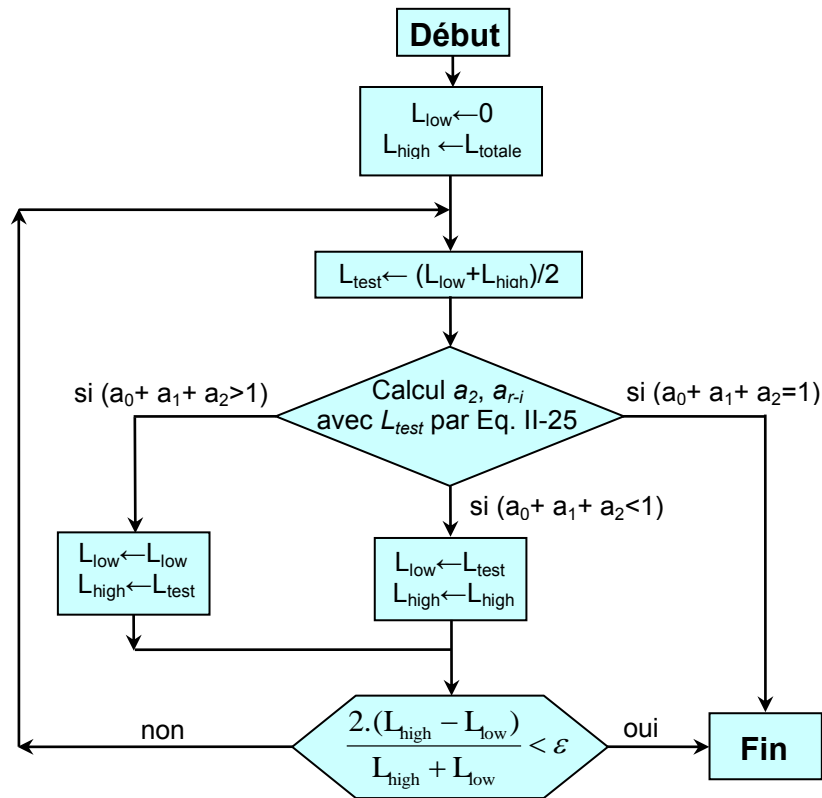 Début
L_low←0
L_high ←L_totale
L_test← (L_low+L_high)/2
si (a₀+ a₁+ a₂>1)
Calcul a₂, a_r-i
avec L_test par Eq. II-25
si (a₀+ a₁+ a₂=1)
si (a₀+ a₁+ a₂<1)
L_low←L_low
L_high←L_test
L_low←L_test
L_high←L_high
non
2.(L_high – L_low)
L_high + L_low
< ε
oui
Fin